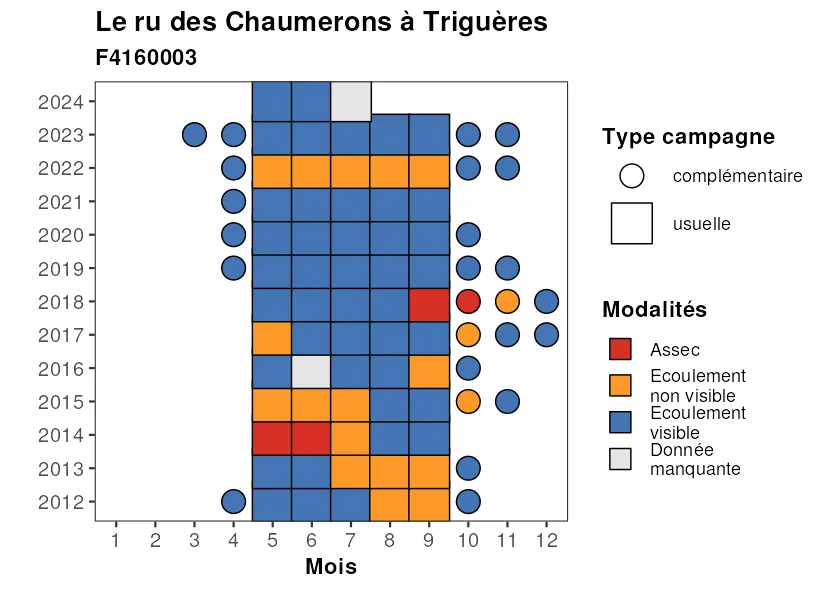 Le ru des Chaumerons à Triguères
F4160003
2024
2023
2022
2021
2020
2019
2018
2017
2016
2015
2014
2013
2012
1 2 3 4 5 6 7 8 9 10 11 12
Mois
Type campagne
complémentaire
usuelle
Modalités
Assec
Ecoulement
non visible
Ecoulement
visible
Donnée
manquante